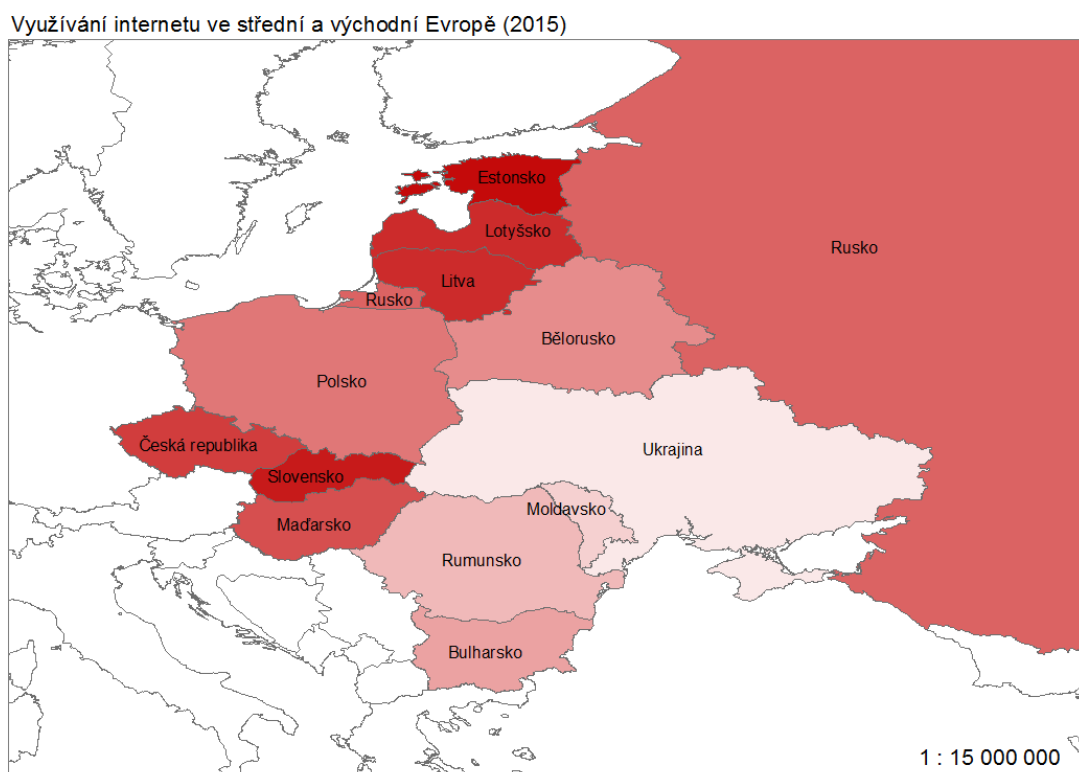 Využívání internetu ve střední a východní Evropě (2015)
Estonsko
Lotyšsko
Rusko
Litva
Rusko
Bělorusko
Polsko
Česká republika
Ukrajina
Slovensko
Moldavsko
Maďarsko
Rumunsko
Bulharsko
1 : 15 000 000